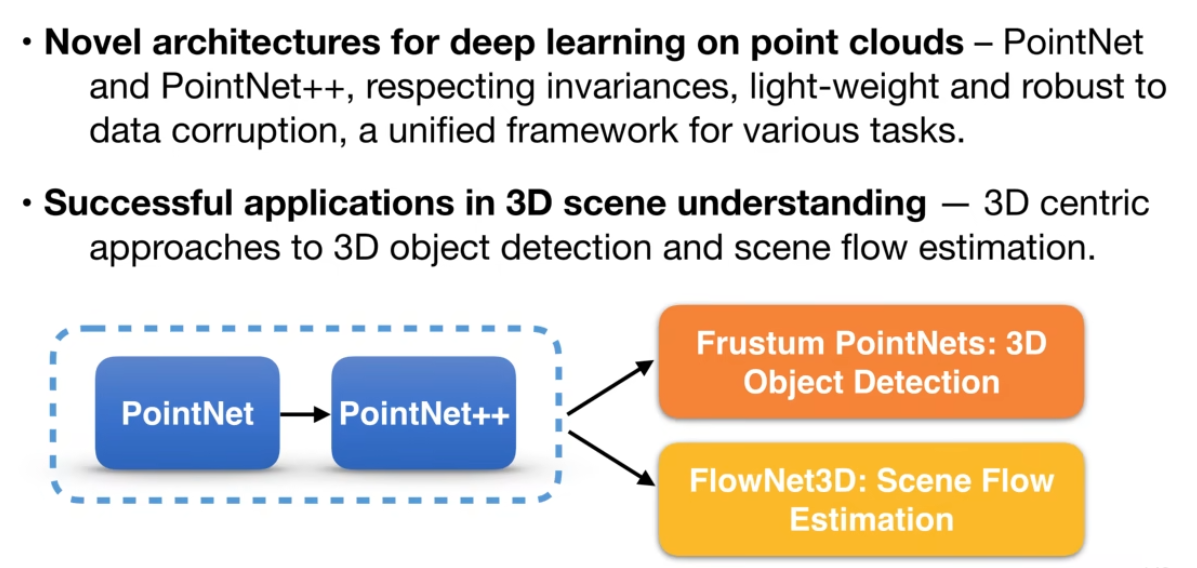 • Novel architectures for deep learning on point clouds – PointNet
and PointNet++, respecting invariances, light-weight and robust to
data corruption, a unified framework for various tasks.
• Successful applications in 3D scene understanding — 3D centric
approaches to 3D object detection and scene flow estimation.
PointNet
PointNet++
Frustum PointNets: 3D
Object Detection
FlowNet3D: Scene Flow
Estimation